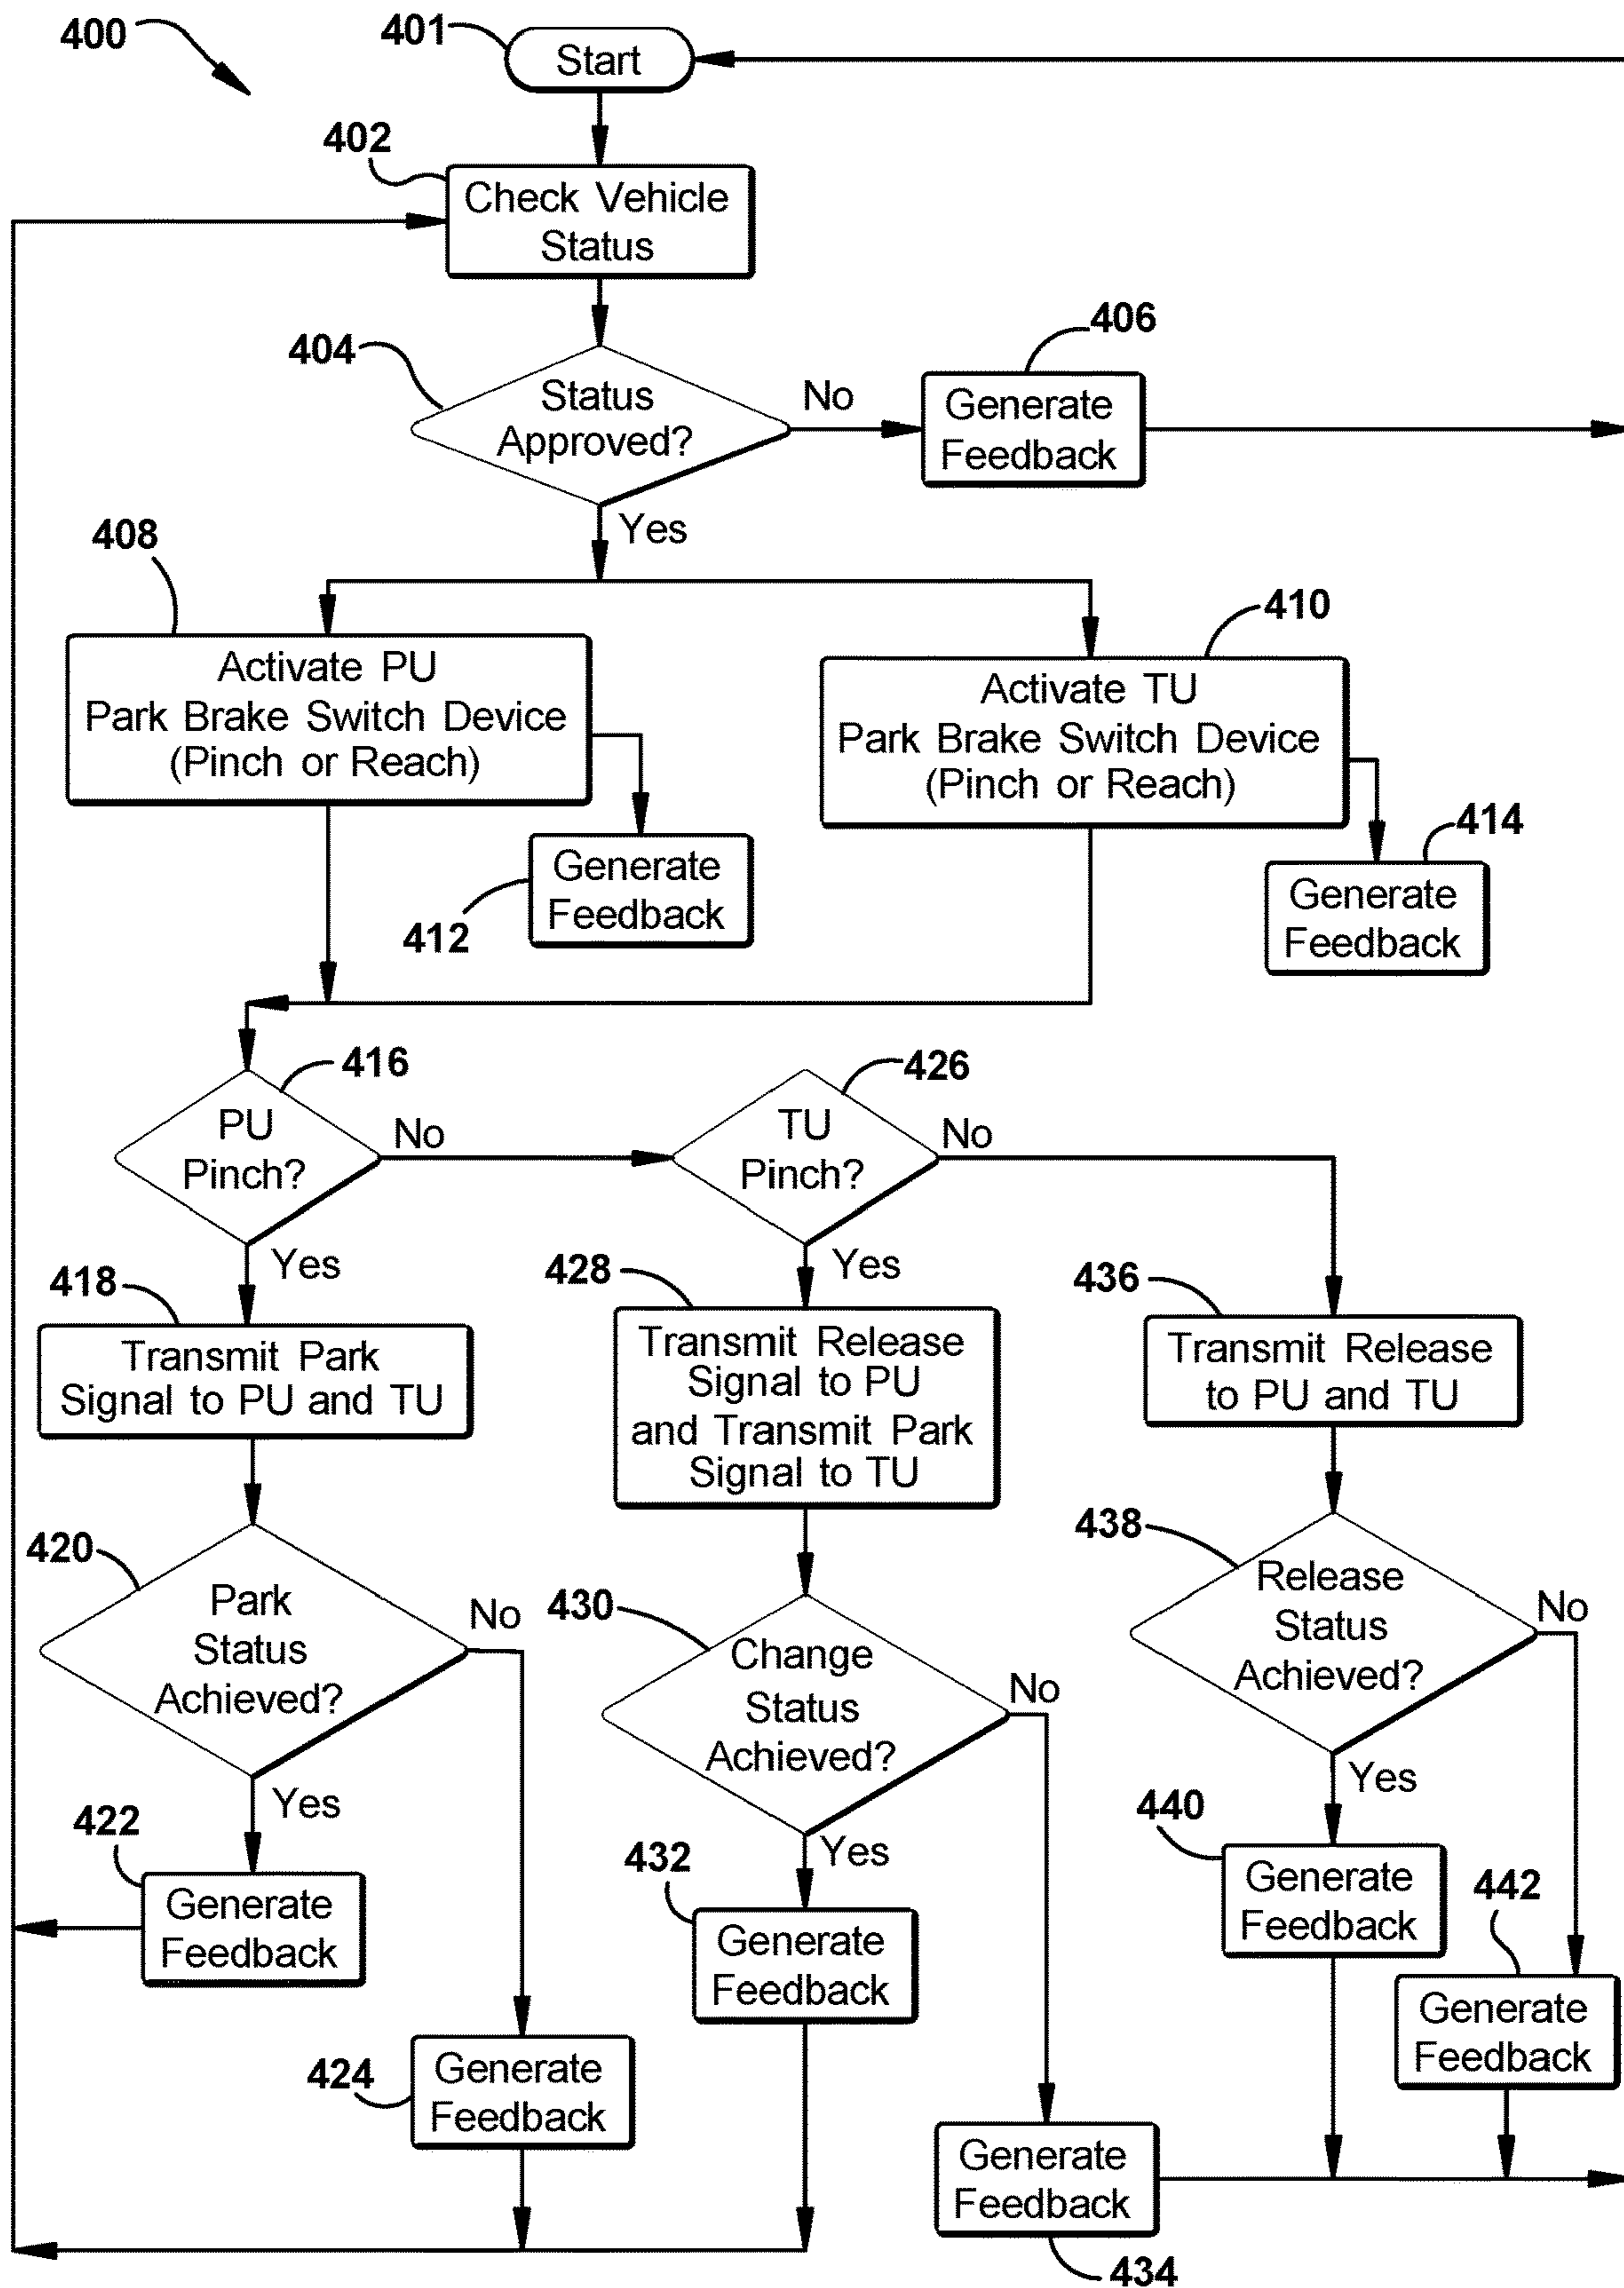 400
401
Start
402
Check Vehicle
Status
404
Status
Approved?
No
406
Generate
Feedback
Yes
408
Activate PU
Park Brake Switch Device
(Pinch or Reach)
410
Activate TU
Park Brake Switch Device
(Pinch or Reach)
412
Generate
Feedback
414
Generate
Feedback
416
PU
Pinch?
No
Yes
426
TU
Pinch?
No
Yes
418
Transmit Park
Signal to PU and TU
428
Transmit Release
Signal to PU
and Transmit Park
Signal to TU
436
Transmit Release
to PU and TU
420
Park
Status
Achieved?
No
Yes
430
Change
Status
Achieved?
No
Yes
438
Release
Status
Achieved?
No
Yes
422
Generate
Feedback
424
Generate
Feedback
432
Generate
Feedback
434
Generate
Feedback
440
Generate
Feedback
442
Generate
Feedback